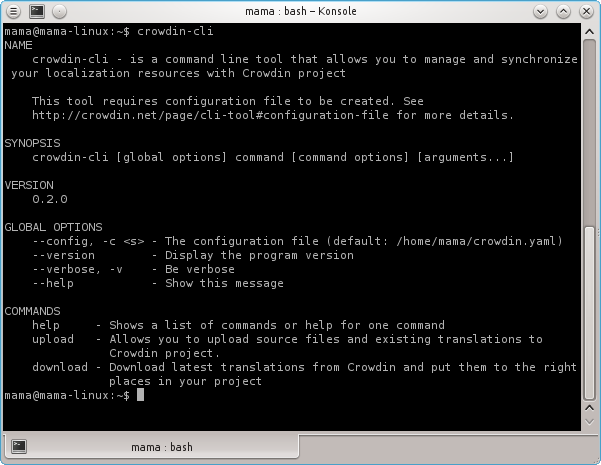 mama : bash – Konsole
mama@mama-linux:~$ crowdin-cli
NAME
crowdin-cli - is a command line tool that allows you to manage and synchronize
your localization resources with Crowdin project
This tool requires configuration file to be created. See
http://crowdin.net/page/cli-tool#configuration-file for more details.
SYNOPSIS
crowdin-cli [global options] command [command options] [arguments...]
VERSION
0.2.0
GLOBAL OPTIONS
--config, -c <s> - The configuration file (default: /home/mama/crowdin.yaml)
--version - Display the program version
--verbose, -v - Be verbose
--help - Show this message
COMMANDS
help - Shows a list of commands or help for one command
upload - Allows you to upload source files and existing translations to
Crowdin project.
download - Download latest translations from Crowdin and put them to the right
places in your project
mama@mama-linux:~$
mama : bash